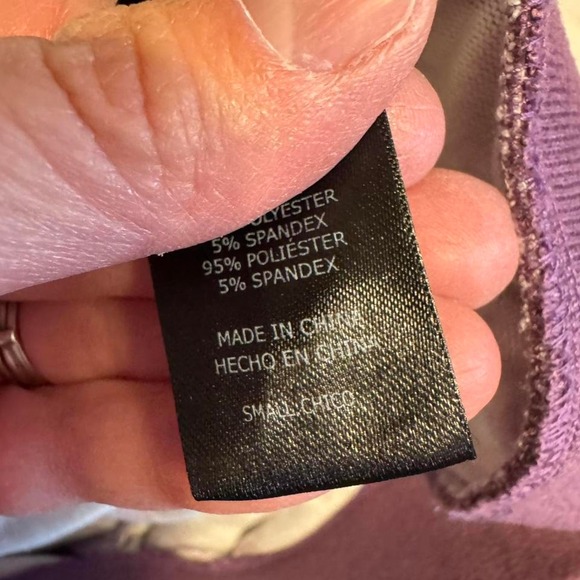 POLYESTER
5% SPANDEX
95% POLIÉSTER
5% SPANDEX
MADE IN CHINA
HECHO EN CHINA
SMALL:CHICO